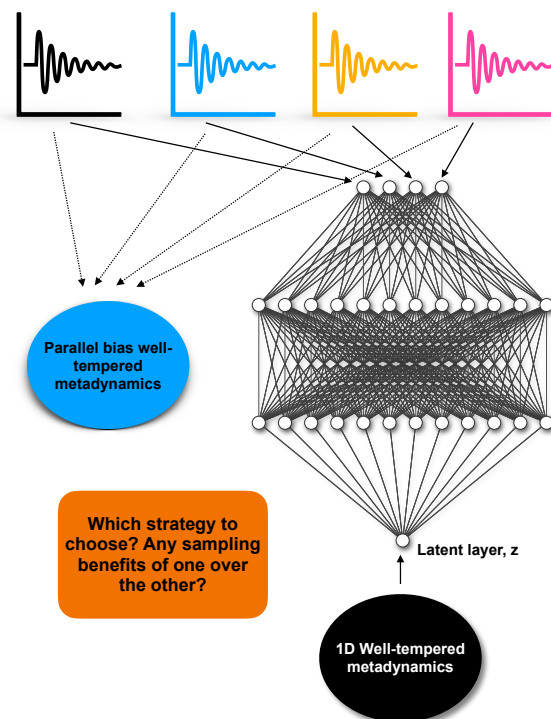 Parallel bias well-
tempered
metadynamics
Which strategy to
choose? Any sampling
benefits of one over
the other?
Latent layer, z
1D Well-tempered
metadynamics